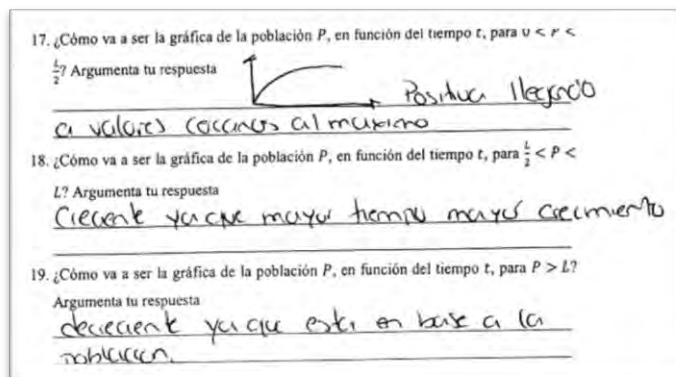 17. ¿Cómo va a ser la gráfica de la población P, en función del tiempo t, para 0 < P <
L/2? Argumenta tu respuesta
Positiva llegando
a valores cercanos al maximo
18. ¿Cómo va a ser la gráfica de la población P, en función del tiempo t, para L/2 < P <
L? Argumenta tu respuesta
Creciente ya que mayor tiempo mayor crecimiento
19. ¿Cómo va a ser la gráfica de la población P, en función del tiempo t, para P > L?
Argumenta tu respuesta
decreciente ya que esta en base a la
poblacion.